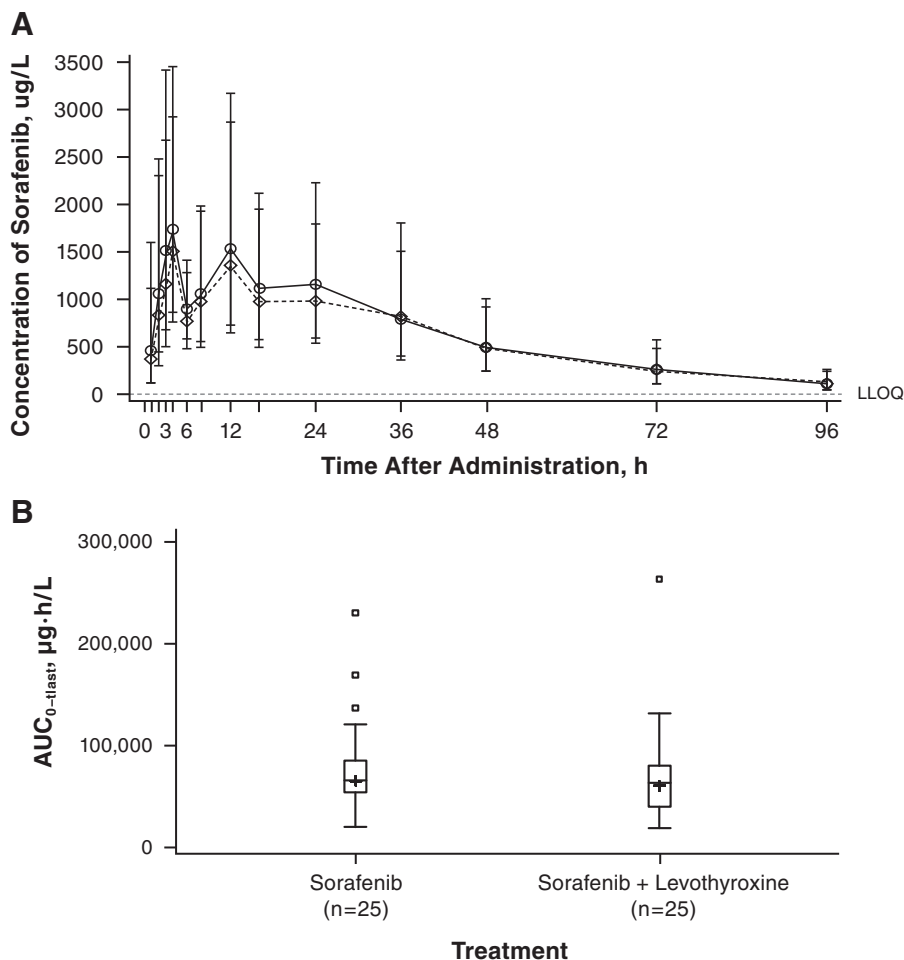 A
Concentration of Sorafenib, ug/L
3500
3000
2500
2000
1500
1000
500
0
LLOQ
0 3 6 12 24 36 48 72 96
Time After Administration, h
B
AUC0–tlast, µg·h/L
300,000
200,000
100,000
0
Sorafenib
(n=25)
Sorafenib + Levothyroxine
(n=25)
Treatment